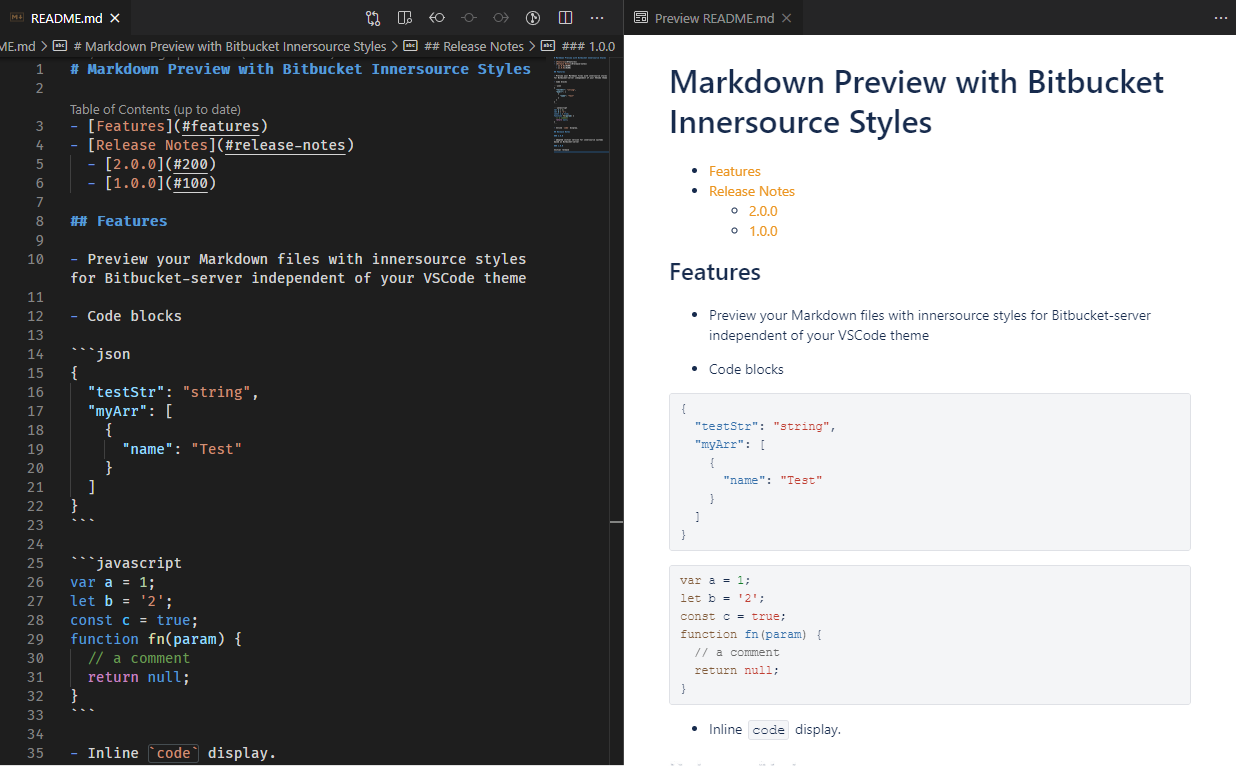 README.md
ME.md > # Markdown Preview with Bitbucket Innersource Styles > ## Release Notes > ### 1.0.0
1 # Markdown Preview with Bitbucket Innersource Styles
2
Table of Contents (up to date)
3 - [Features](#features)
4 - [Release Notes](#release-notes)
5   - [2.0.0](#200)
6   - [1.0.0](#100)
7
8 ## Features
9
10 - Preview your Markdown files with innersource styles
for Bitbucket-server independent of your VSCode theme
11
12 - Code blocks
13
14 ```json
15 {
16   "testStr": "string",
17   "myArr": [
18     {
19       "name": "Test"
20     }
21   ]
22 }
23 ```
24
25 ```javascript
26 var a = 1;
27 let b = '2';
28 const c = true;
29 function fn(param) {
30   // a comment
31   return null;
32 }
33 ```
34
35 - Inline `code` display.
Preview README.md
Markdown Preview with Bitbucket
Innersource Styles
• Features
• Release Notes
◦ 2.0.0
◦ 1.0.0
Features
• Preview your Markdown files with innersource styles for Bitbucket-server
independent of your VSCode theme
• Code blocks
{
  "testStr": "string",
  "myArr": [
    {
      "name": "Test"
    }
  ]
}
var a = 1;
let b = '2';
const c = true;
function fn(param) {
  // a comment
  return null;
}
• Inline code display.